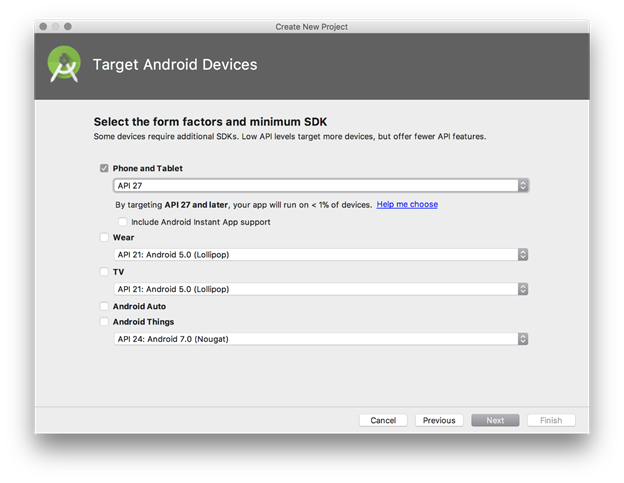 Create New Project
Target Android Devices
Select the form factors and minimum SDK
Some devices require additional SDKs. Low API levels target more devices, but offer fewer API features.
Phone and Tablet
API 27
By targeting API 27 and later, your app will run on < 1% of devices. Help me choose
Include Android Instant App support
Wear
API 21: Android 5.0 (Lollipop)
TV
API 21: Android 5.0 (Lollipop)
Android Auto
Android Things
API 24: Android 7.0 (Nougat)
Cancel Previous Next Finish